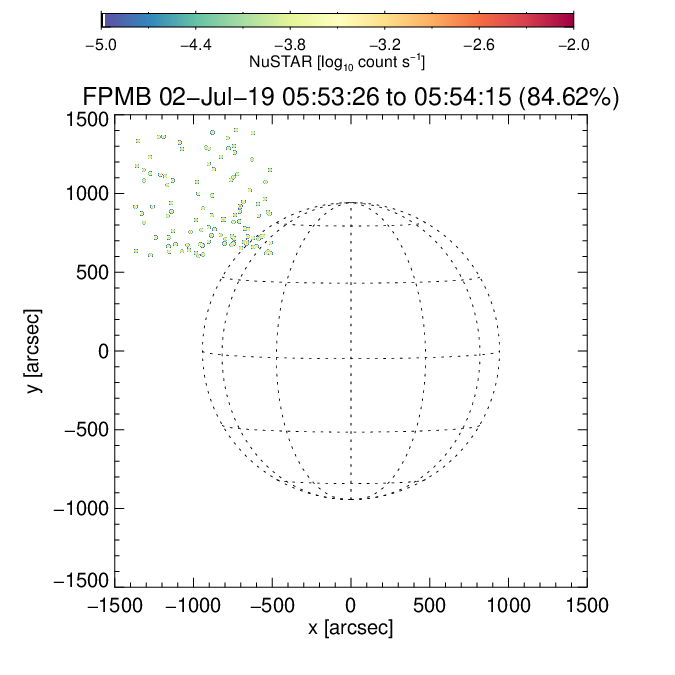 −5.0 −4.4 −3.8 −3.2 −2.6 −2.0
NuSTAR [log₁₀ count s⁻¹]
FPMB 02−Jul−19 05:53:26 to 05:54:15 (84.62%)
1500
1000
500
0
−500
−1000
−1500
y [arcsec]
−1500 −1000 −500 0 500 1000 1500
x [arcsec]